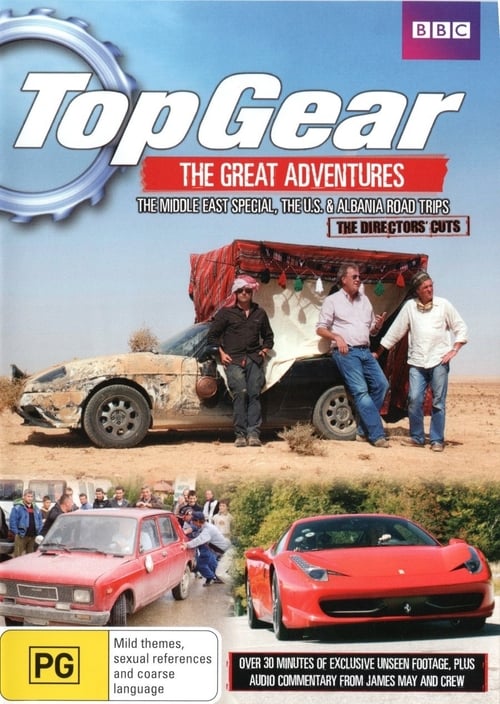 BBC
Top Gear
THE GREAT ADVENTURES
THE MIDDLE EAST SPECIAL, THE U.S. & ALBANIA ROAD TRIPS
THE DIRECTORS' CUTS
PG
Mild themes,
sexual references
and coarse
language
OVER 30 MINUTES OF EXCLUSIVE UNSEEN FOOTAGE, PLUS
AUDIO COMMENTARY FROM JAMES MAY AND CREW